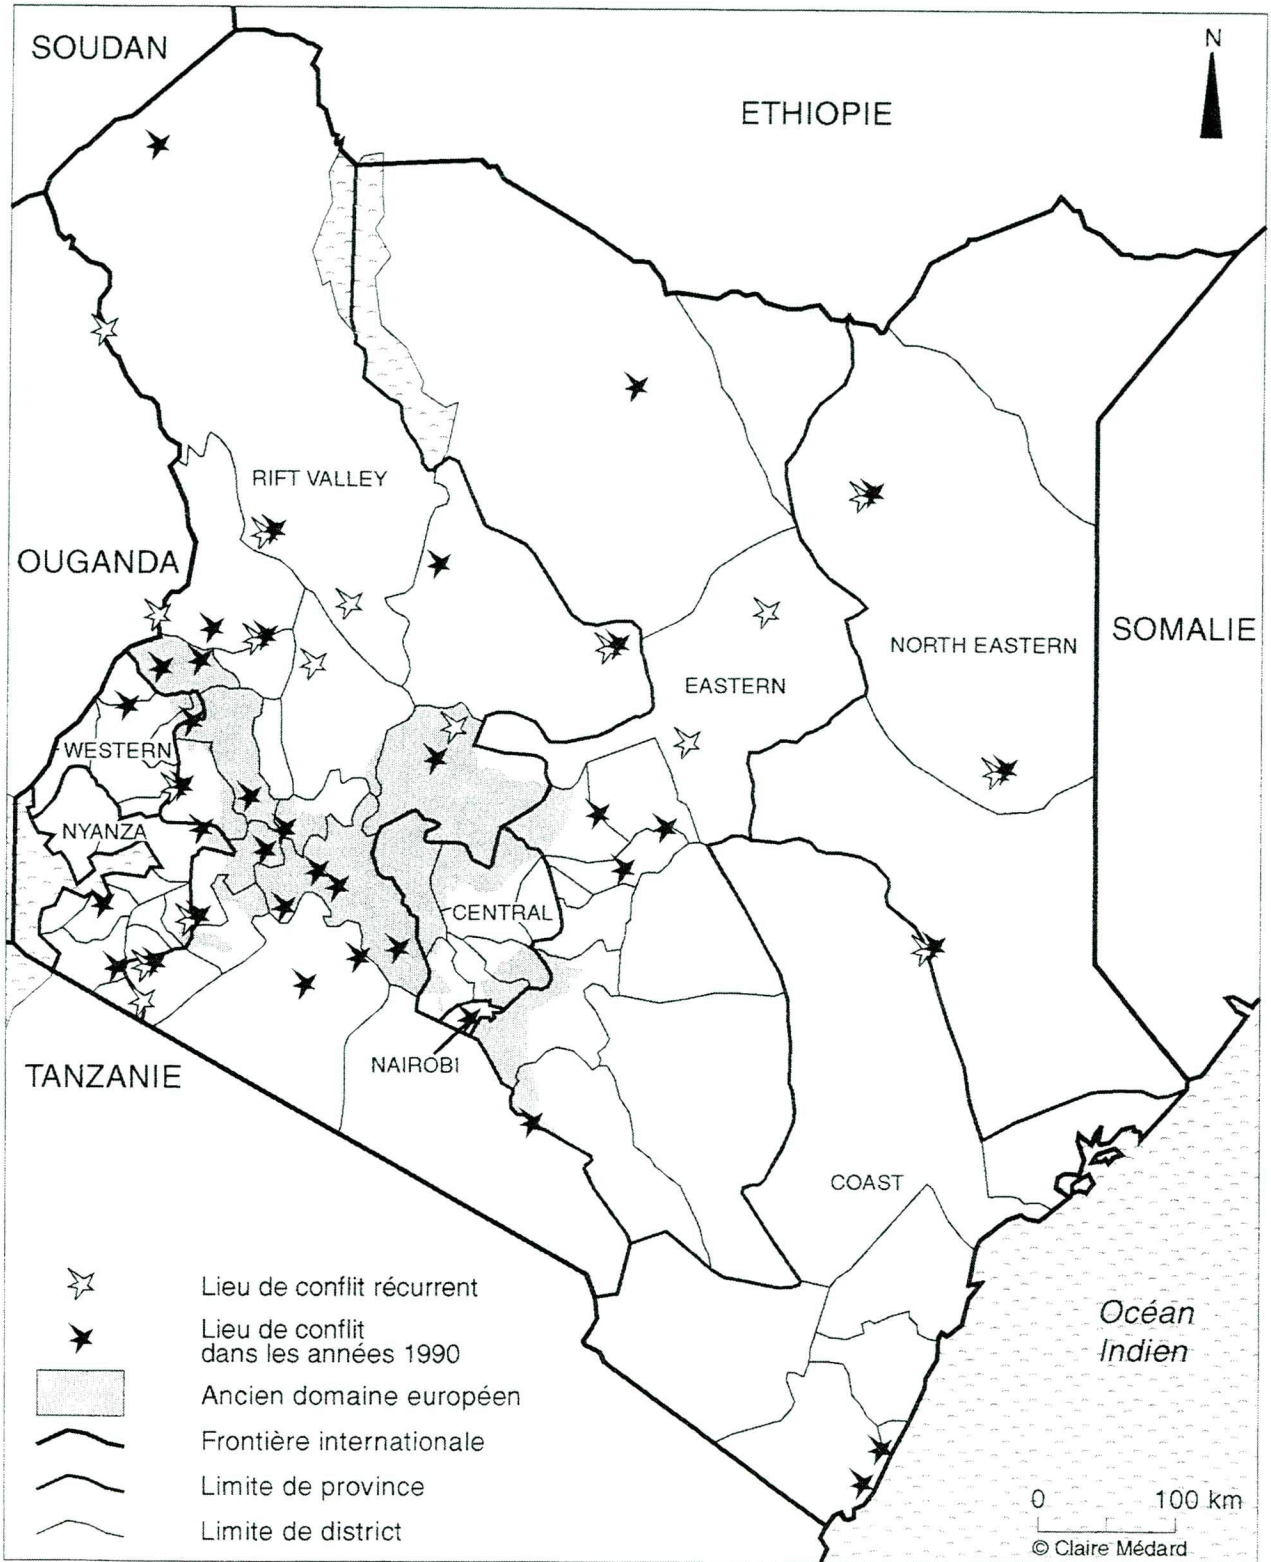 SOUDAN
N
ETHIOPIE
RIFT VALLEY
OUGANDA
SOMALIE
NORTH EASTERN
EASTERN
WESTERN
NYANZA
CENTRAL
NAIROBI
TANZANIE
COAST
Lieu de conflit récurrent
Lieu de conflit
dans les années 1990
Ancien domaine européen
Frontière internationale
Limite de province
Limite de district
Océan
Indien
0 100 km
© Claire Médard